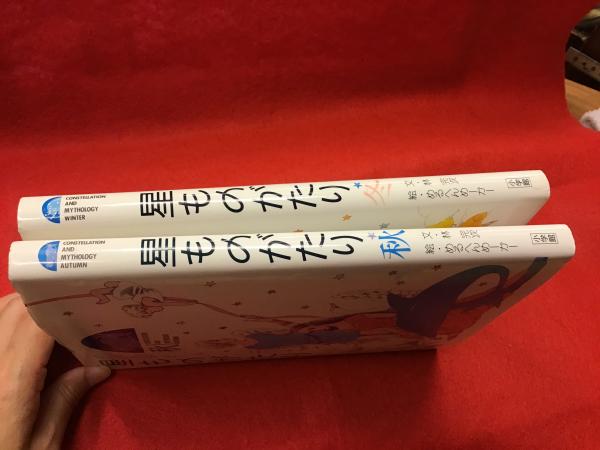 CONSTELLATION
AND
MYTHOLOGY
WINTER
星ものがたり 冬
文・林 完次
絵・めるへんめーかー
小学館
CONSTELLATION
AND
MYTHOLOGY
AUTUMN
星ものがたり 秋
文・林 完次
絵・めるへんめーかー
小学館